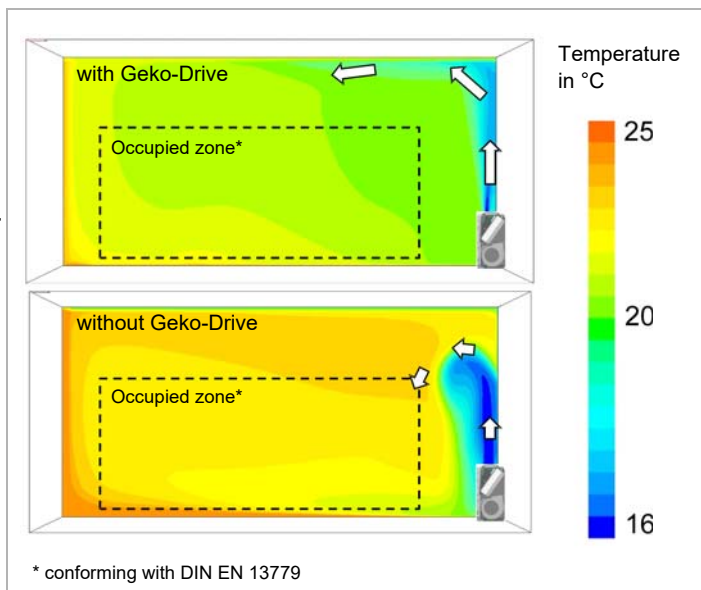 with Geko-Drive
Occupied zone*
without Geko-Drive
Occupied zone*
Temperature
in °C
25
20
16
* conforming with DIN EN 13779